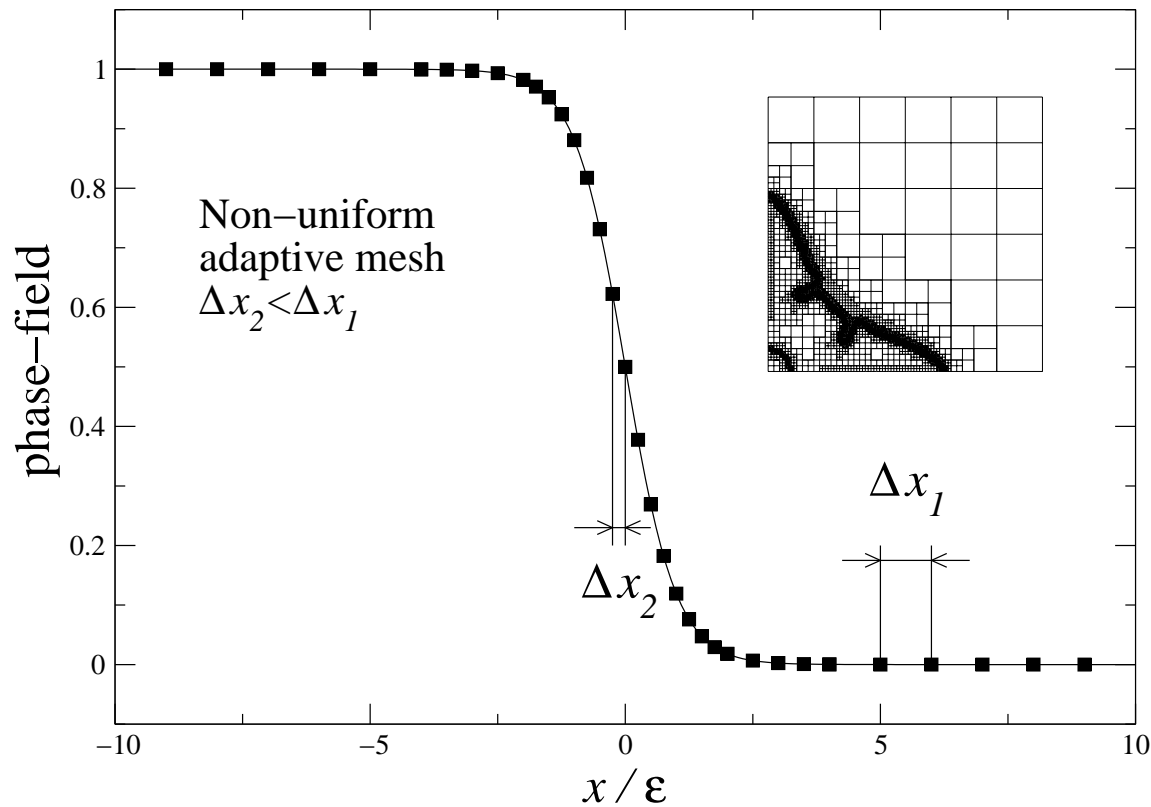 1
0.8
0.6
0.4
0.2
0
phase−field
Non−uniform
adaptive mesh
Δx₂<Δx₁
Δx₂
Δx₁
−10
−5
0
5
10
x / ε